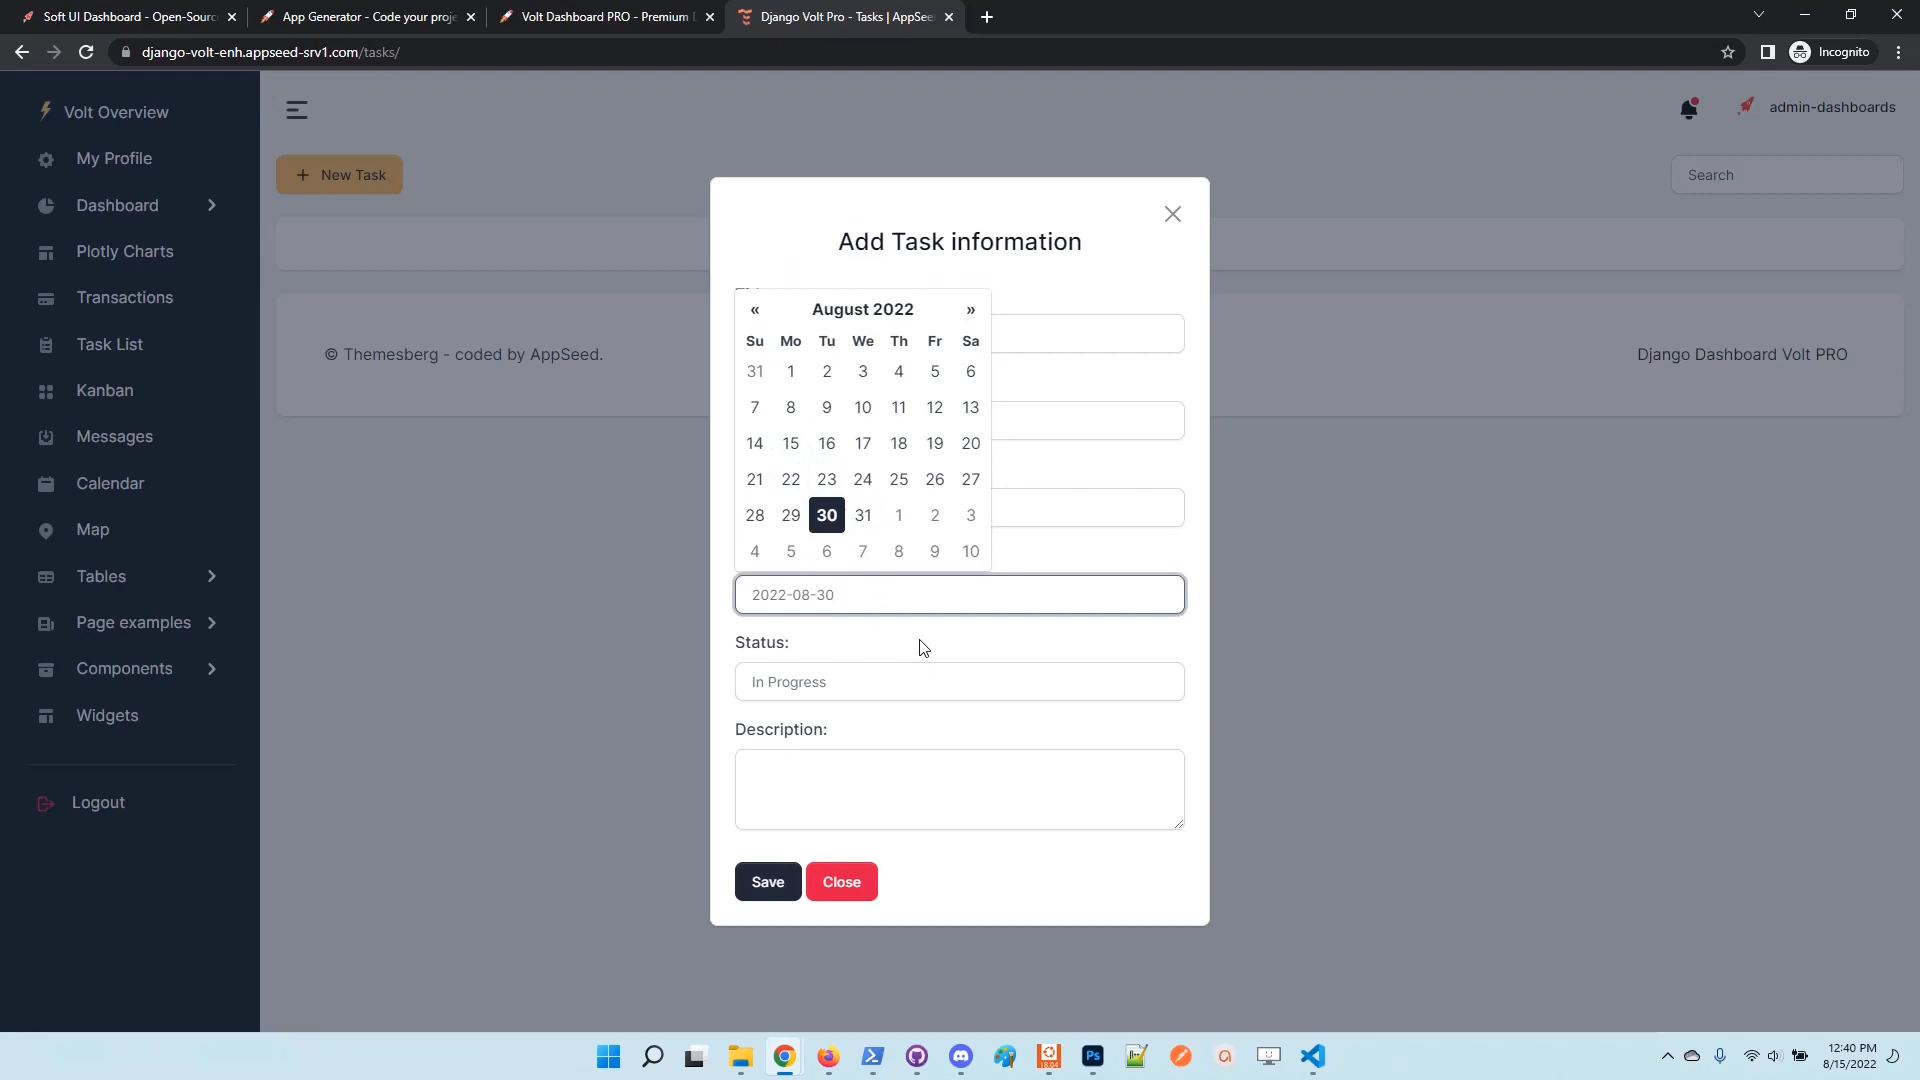 Soft UI Dashboard - Open-Sourc
App Generator - Code your proje
Volt Dashboard PRO - Premium
Django Volt Pro - Tasks | AppSee
django-volt-enh.appseed-srv1.com/tasks/
Incognito
Volt Overview
My Profile
Dashboard
Plotly Charts
Transactions
Task List
Kanban
Messages
Calendar
Map
Tables
Page examples
Components
Widgets
Logout
admin-dashboards
+ New Task
Search
© Themesberg - coded by AppSeed.
Django Dashboard Volt PRO
Add Task information
« August 2022 »
Su Mo Tu We Th Fr Sa
31 1 2 3 4 5 6
7 8 9 10 11 12 13
14 15 16 17 18 19 20
21 22 23 24 25 26 27
28 29 30 31 1 2 3
4 5 6 7 8 9 10
2022-08-30
Status:
In Progress
Description:
Save
Close
Ps
18.04
12:40 PM
8/15/2022